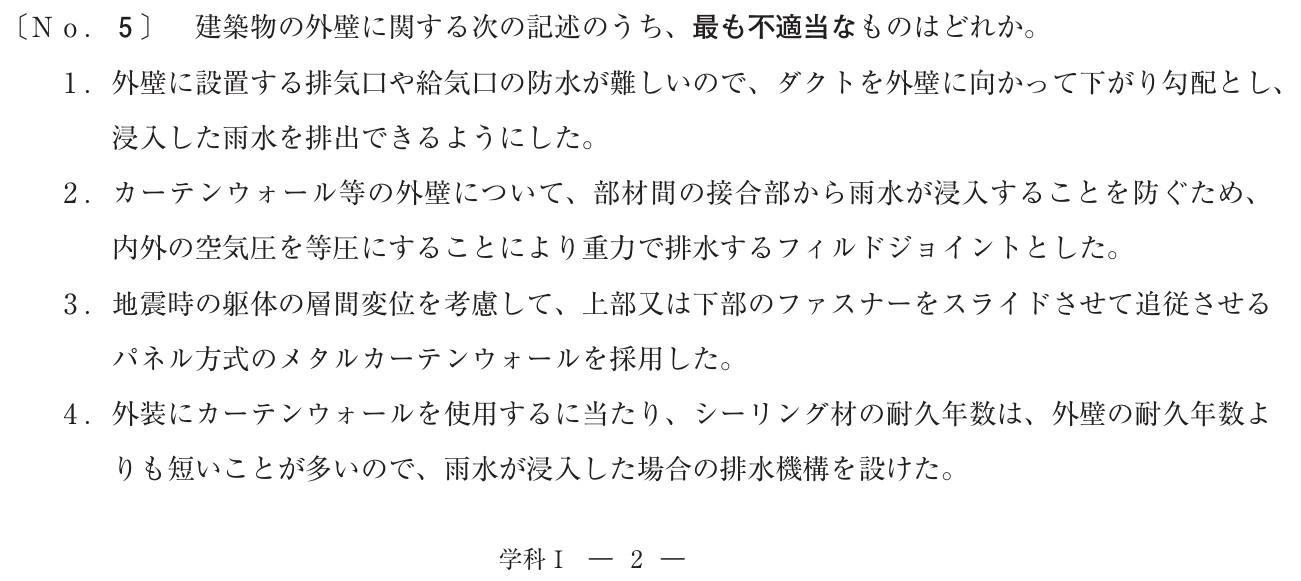 〔Ｎｏ．５〕 建築物の外壁に関する次の記述のうち、最も不適当なものはどれか。
１．外壁に設置する排気口や給気口の防水が難しいので、ダクトを外壁に向かって下がり勾配とし、
浸入した雨水を排出できるようにした。
２．カーテンウォール等の外壁について、部材間の接合部から雨水が浸入することを防ぐため、
内外の空気圧を等圧にすることにより重力で排水するフィルドジョイントとした。
３．地震時の躯体の層間変位を考慮して、上部又は下部のファスナーをスライドさせて追従させる
パネル方式のメタルカーテンウォールを採用した。
４．外装にカーテンウォールを使用するに当たり、シーリング材の耐久年数は、外壁の耐久年数よ
りも短いことが多いので、雨水が浸入した場合の排水機構を設けた。
学科Ⅰ ― 2 ―